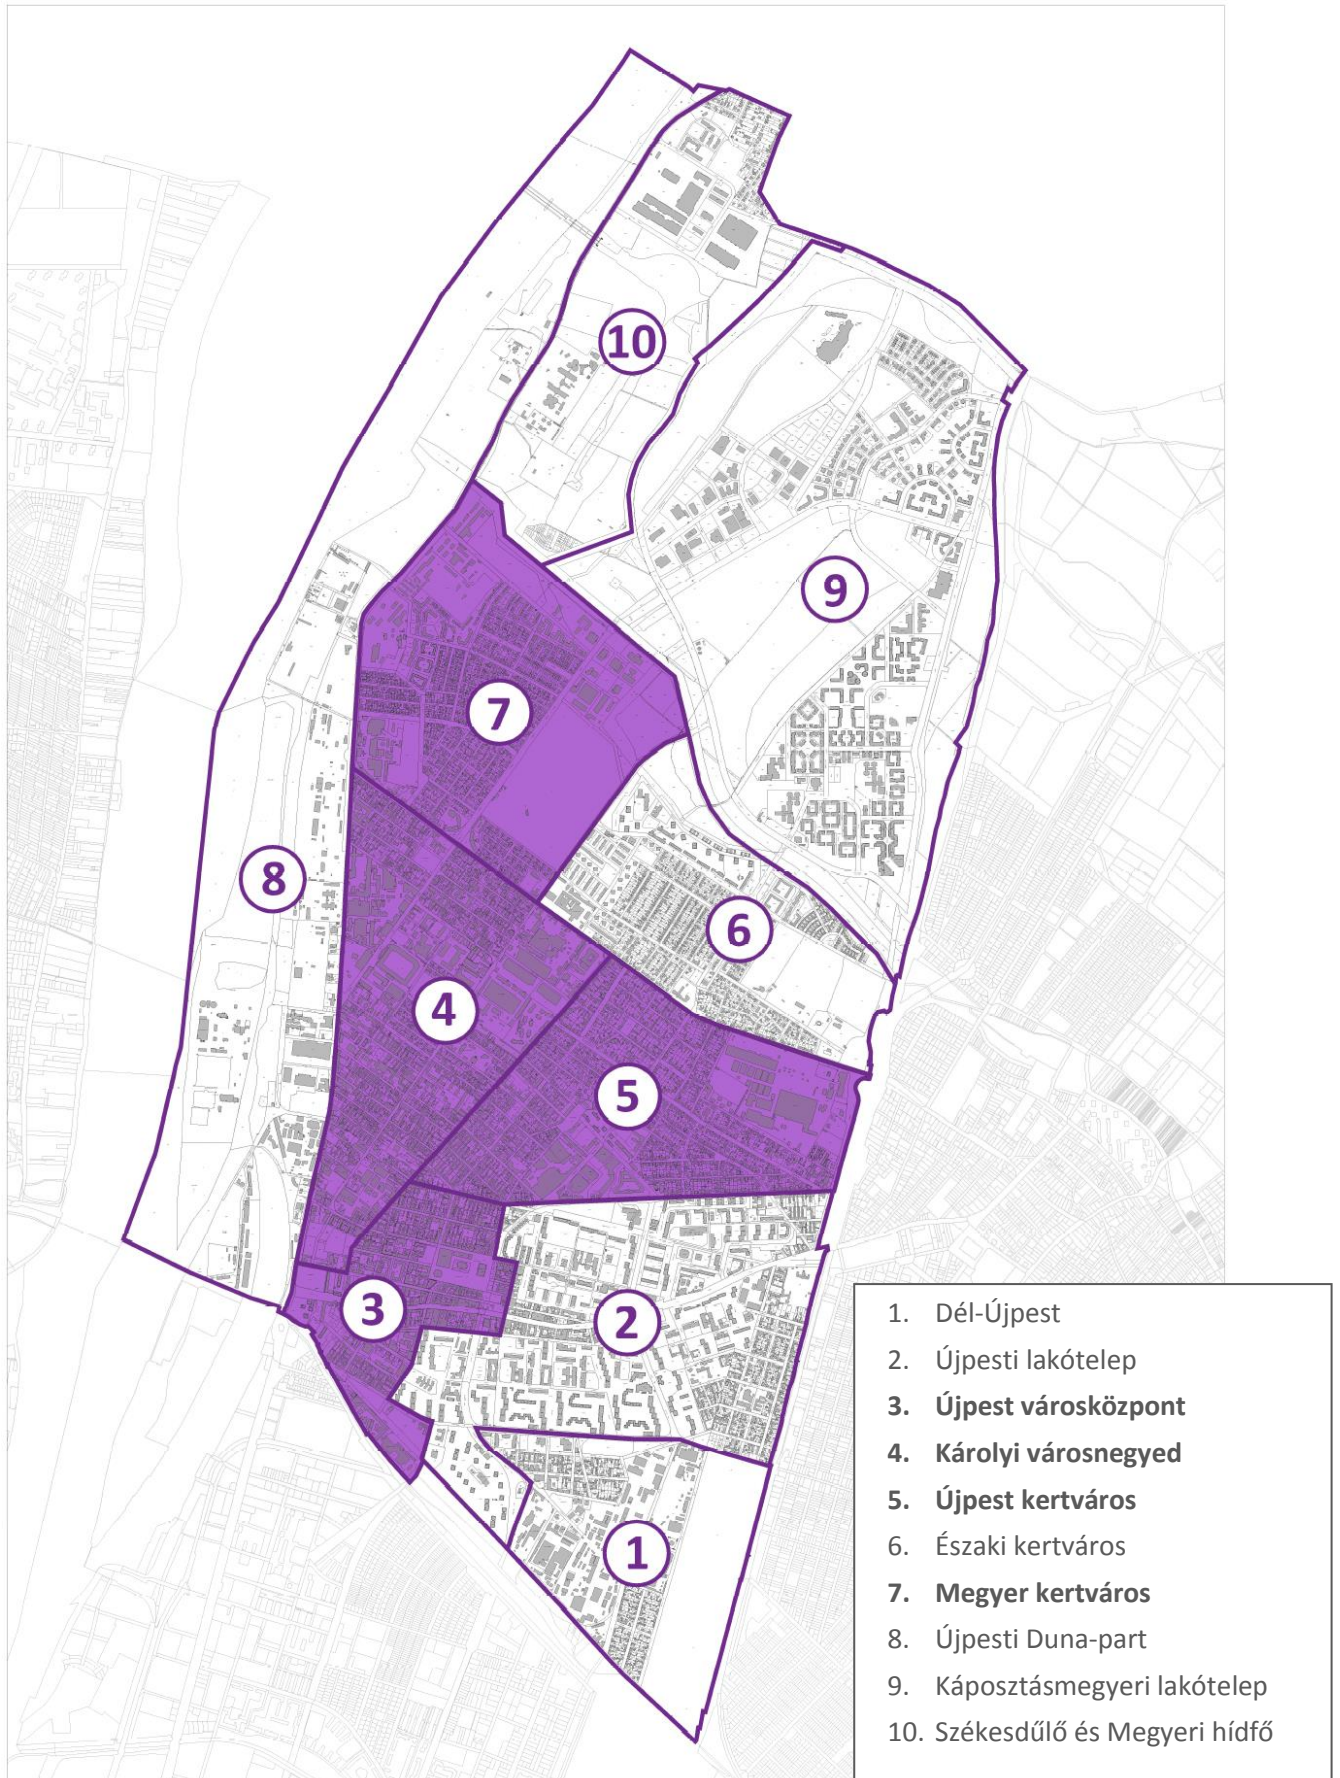 10
9
7
8
6
4
5
3
2
1
1. Dél-Újpest
2. Újpesti lakótelep
3. Újpest városközpont
4. Károlyi városnegyed
5. Újpest kertváros
6. Északi kertváros
7. Megyer kertváros
8. Újpesti Duna-part
9. Káposztásmegyeri lakótelep
10. Székesdűlő és Megyeri hídfő